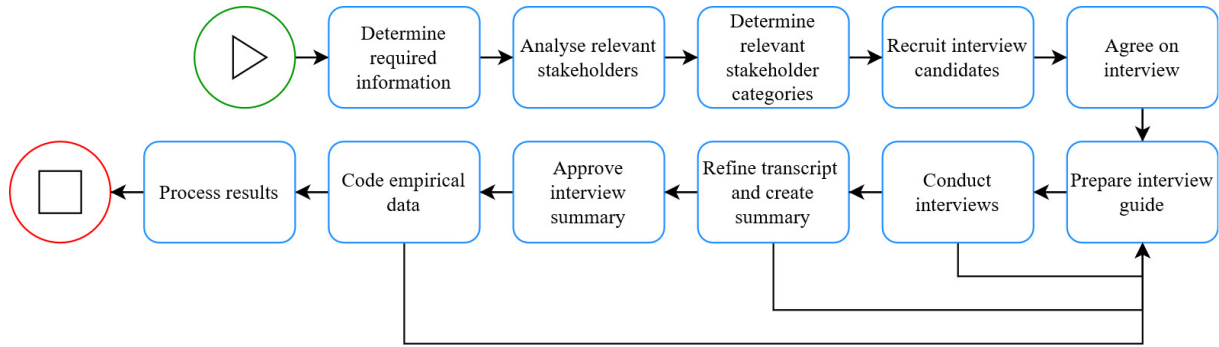 Determine
required
information
Analyse relevant
stakeholders
Determine
relevant
stakeholder
categories
Recruit interview
candidates
Agree on
interview
Process results
Code empirical
data
Approve
interview
summary
Refine transcript
and create
summary
Conduct
interviews
Prepare interview
guide